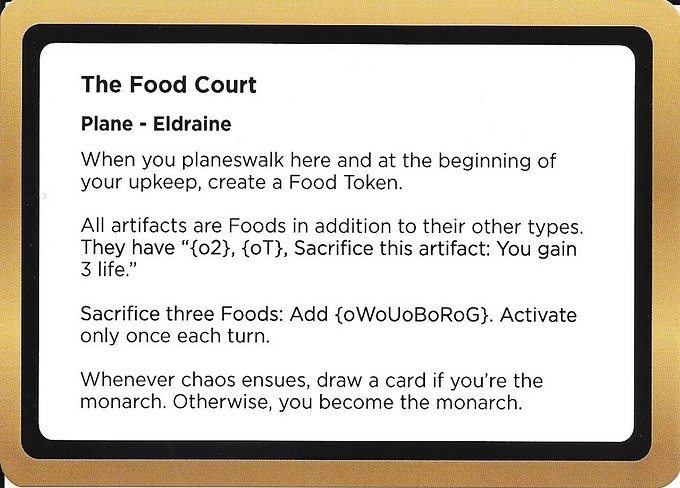 The Food Court
Plane - Eldraine
When you planeswalk here and at the beginning of
your upkeep, create a Food Token.
All artifacts are Foods in addition to their other types.
They have “{o2}, {oT}, Sacrifice this artifact: You gain
3 life.”
Sacrifice three Foods: Add {oWoUoBoRoG}. Activate
only once each turn.
Whenever chaos ensues, draw a card if you’re the
monarch. Otherwise, you become the monarch.